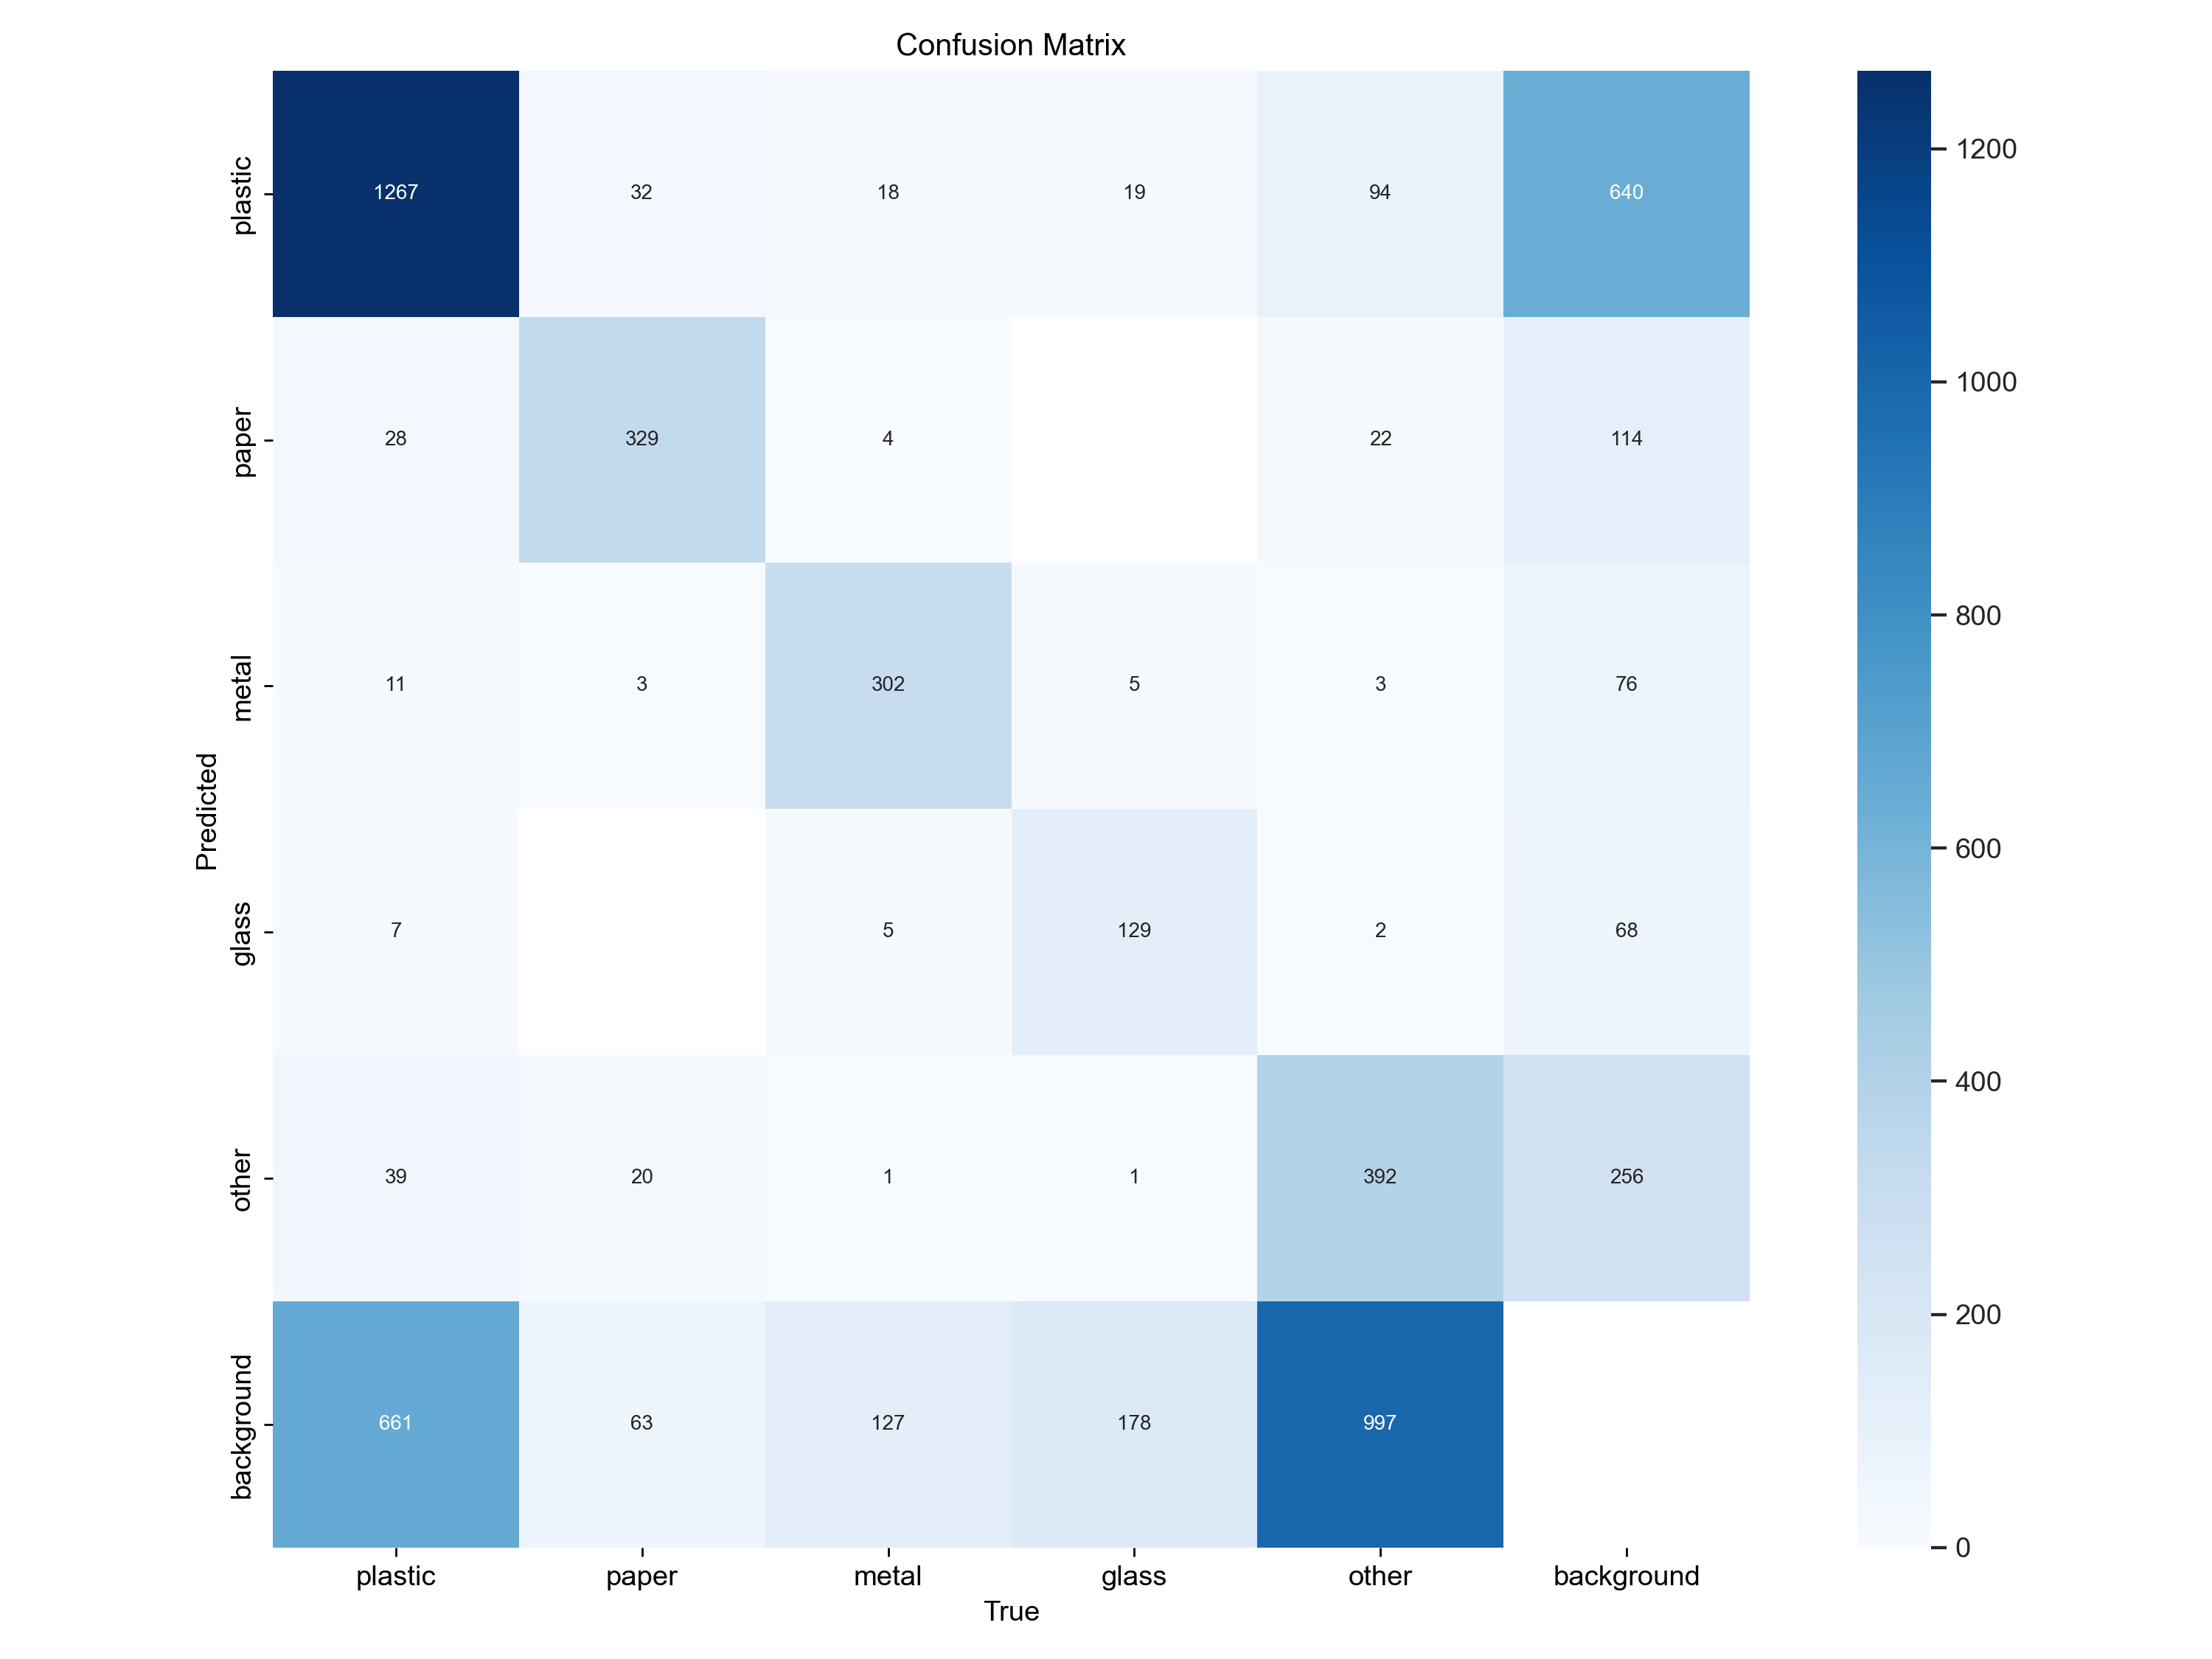 Confusion Matrix
plastic 1267 32 18 19 94 640
paper 28 329 4 22 114
metal 11 3 302 5 3 76
glass 7 5 129 2 68
other 39 20 1 1 392 256
background 661 63 127 178 997
plastic paper metal glass other background
True
Predicted
1200
1000
800
600
400
200
0